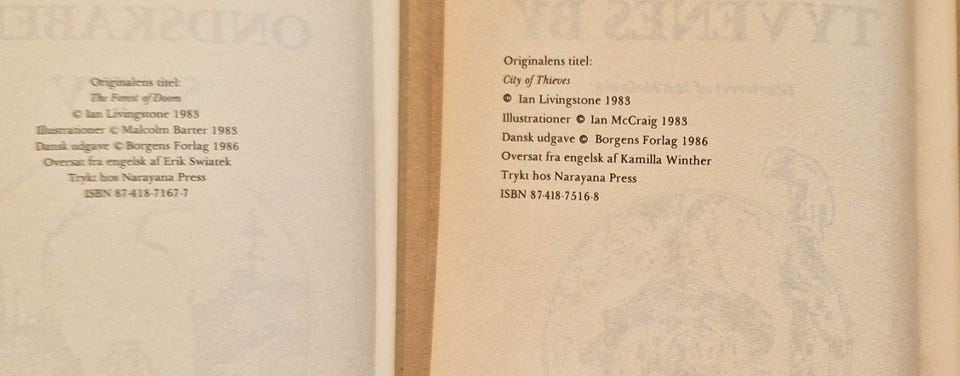 Originalens titel:
The Forest of Doom
© Ian Livingstone 1983
Illustrationer © Malcolm Barter 1983
Dansk udgave © Borgens Forlag 1986
Oversat fra engelsk af Erik Swiatek
Trykt hos Narayana Press
ISBN 87-418-7167-7
TYVENES BY
Originalens titel:
City of Thieves
© Ian Livingstone 1983
Illustrationer © Ian McCraig 1983
Dansk udgave © Borgens Forlag 1986
Oversat fra engelsk af Kamilla Winther
Trykt hos Narayana Press
ISBN 87-418-7516-8